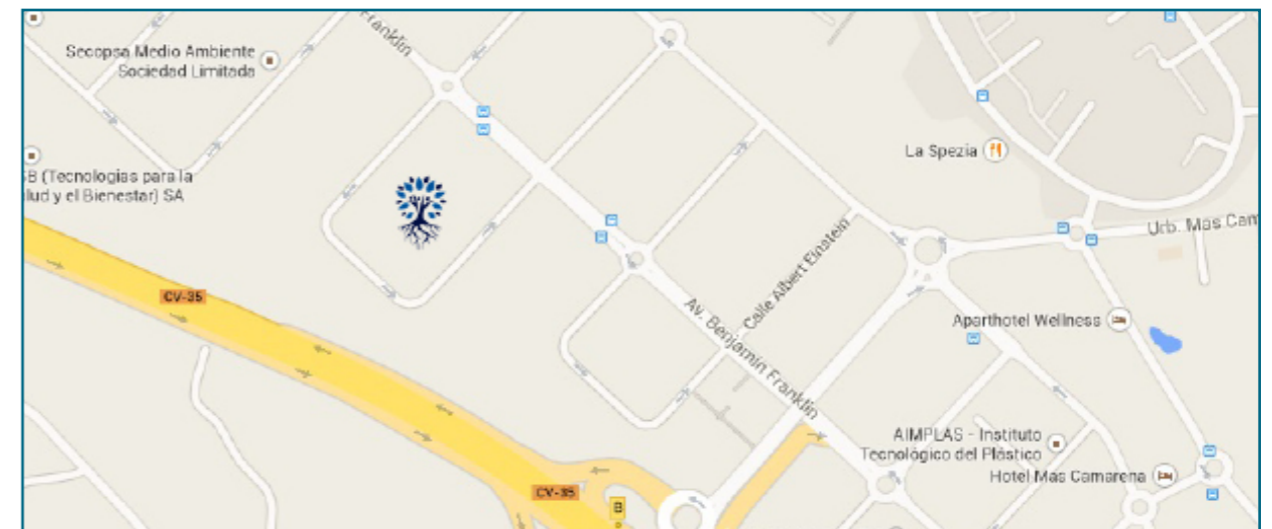 Franklin
Secopsa Medio Ambiente
Sociedad Limitada
La Spezia
SB (Tecnologías para la
lud y el Bienestar) SA
Urb. Mas Cam
Calle Albert Einstein
CV-35
Av. Benjamin Franklin
Aparthotel Wellness
AIMPLAS - Instituto
Tecnológico del Plástico
Hotel Mas Camarena
CV-35
B